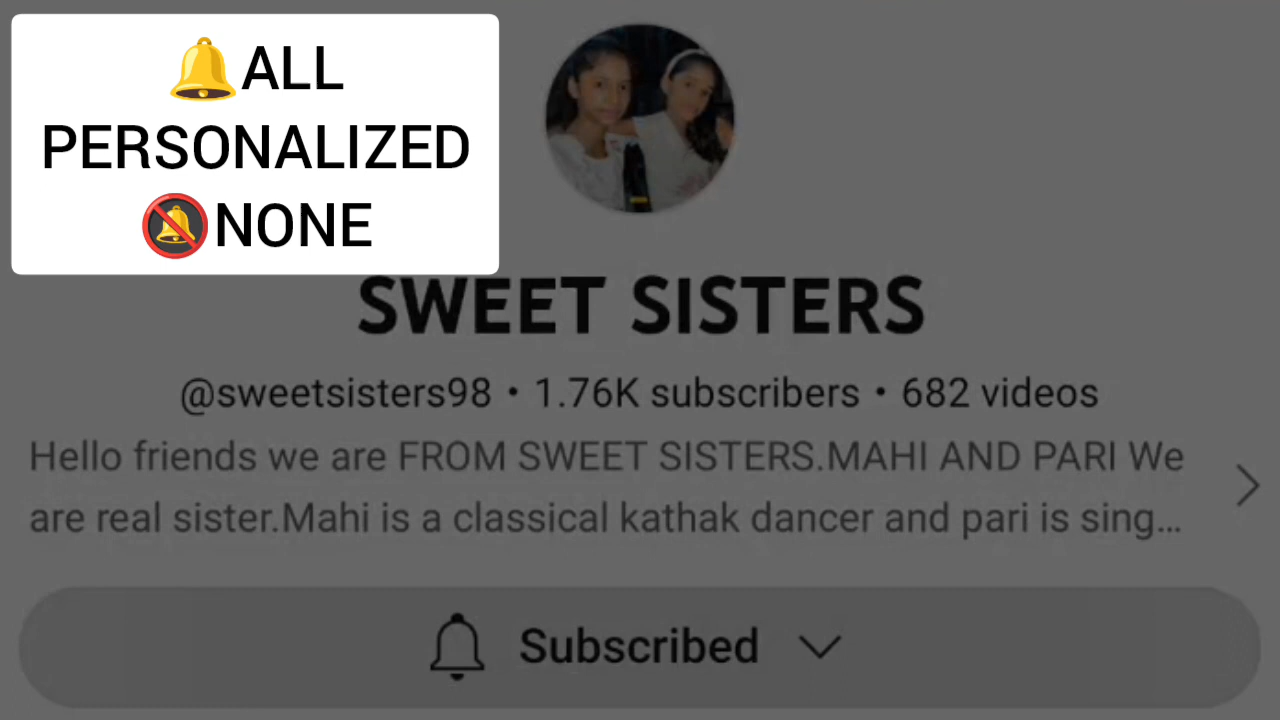 🔔ALL
PERSONALIZED
🔕NONE
SWEET SISTERS
@sweetsisters98 • 1.76K subscribers • 682 videos
Hello friends we are FROM SWEET SISTERS.MAHI AND PARI We
are real sister.Mahi is a classical kathak dancer and pari is sing...
Subscribed